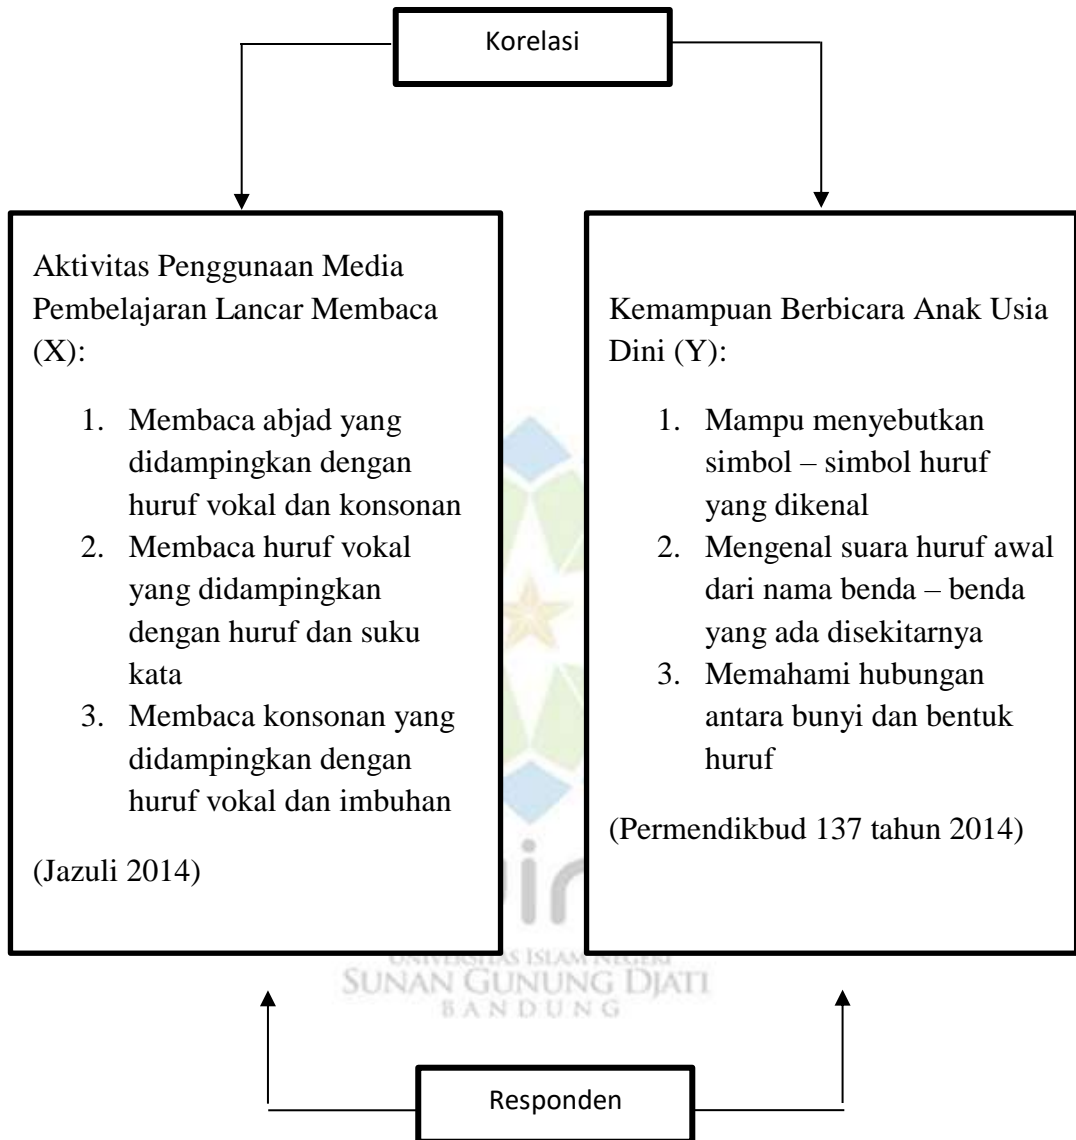 Korelasi
Aktivitas Penggunaan Media
Pembelajaran Lancar Membaca
(X):
1. Membaca abjad yang
didampingkan dengan
huruf vokal dan konsonan
2. Membaca huruf vokal
yang didampingkan
dengan huruf dan suku
kata
3. Membaca konsonan yang
didampingkan dengan
huruf vokal dan imbuhan
(Jazuli 2014)
Kemampuan Berbicara Anak Usia
Dini (Y):
1. Mampu menyebutkan
simbol – simbol huruf
yang dikenal
2. Mengenal suara huruf awal
dari nama benda – benda
yang ada disekitarnya
3. Memahami hubungan
antara bunyi dan bentuk
huruf
(Permendikbud 137 tahun 2014)
UNIVERSITAS ISLAM NEGERI
SUNAN GUNUNG DJATI
BANDUNG
Responden